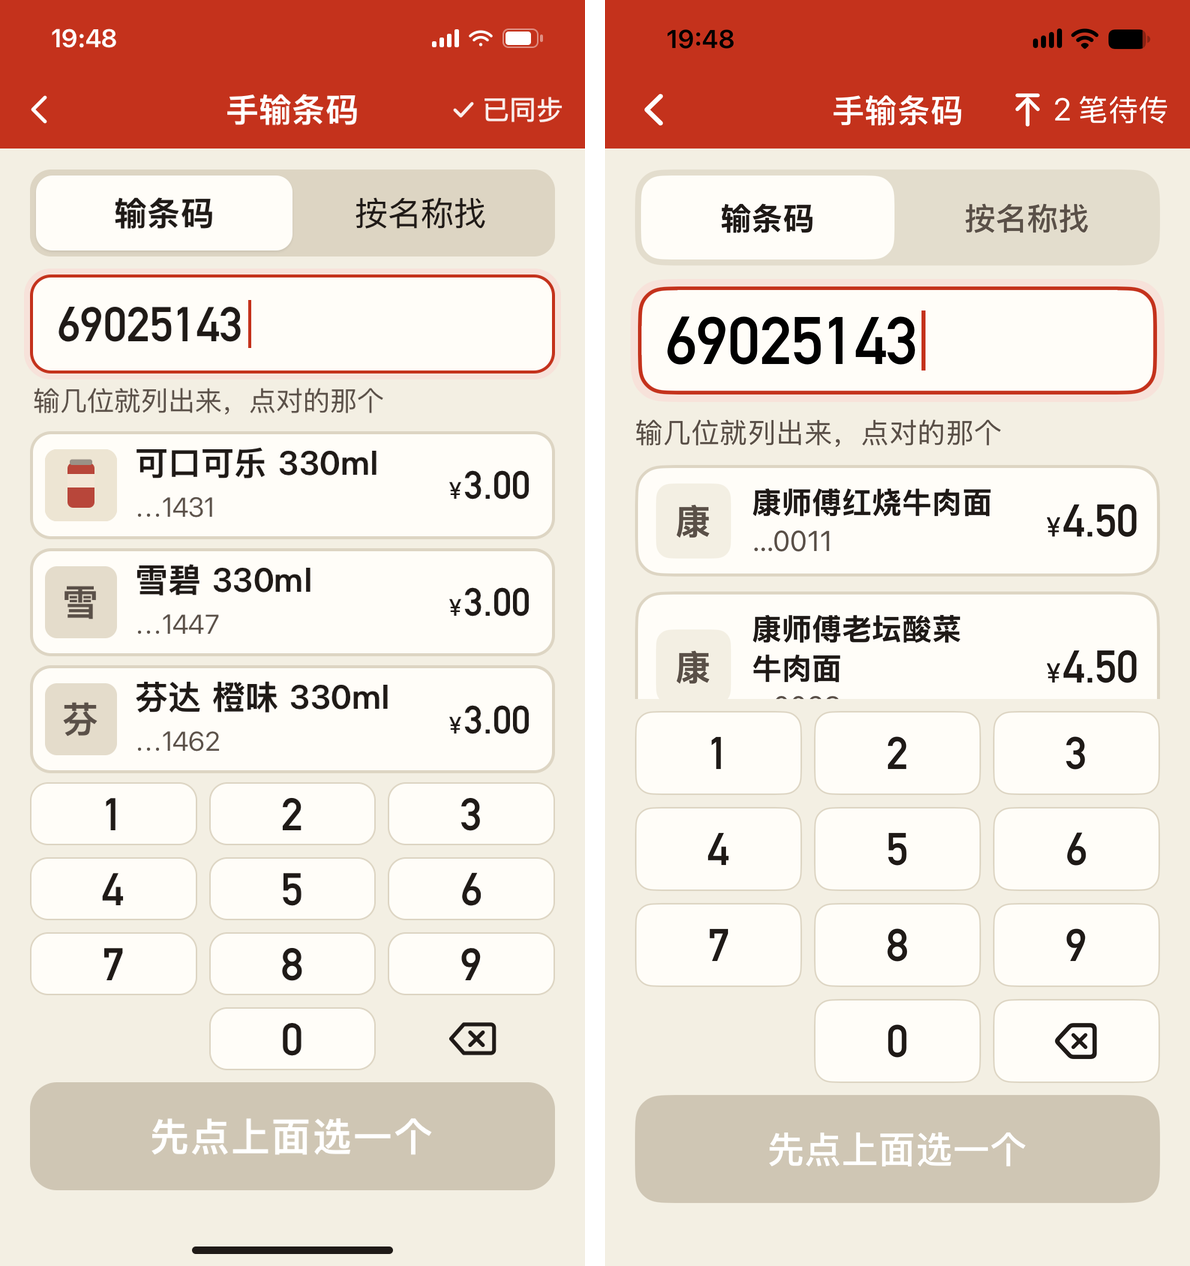 19:48
手输条码
已同步
输条码
按名称找
69025143
输几位就列出来，点对的那个
可口可乐 330ml
...1431
¥3.00
雪
雪碧 330ml
...1447
¥3.00
芬
芬达 橙味 330ml
...1462
¥3.00
1
2
3
4
5
6
7
8
9
0
先点上面选一个
19:48
手输条码
2 笔待传
输条码
按名称找
69025143
输几位就列出来，点对的那个
康
康师傅红烧牛肉面
...0011
¥4.50
康
康师傅老坛酸菜
牛肉面
¥4.50
1
2
3
4
5
6
7
8
9
0
先点上面选一个